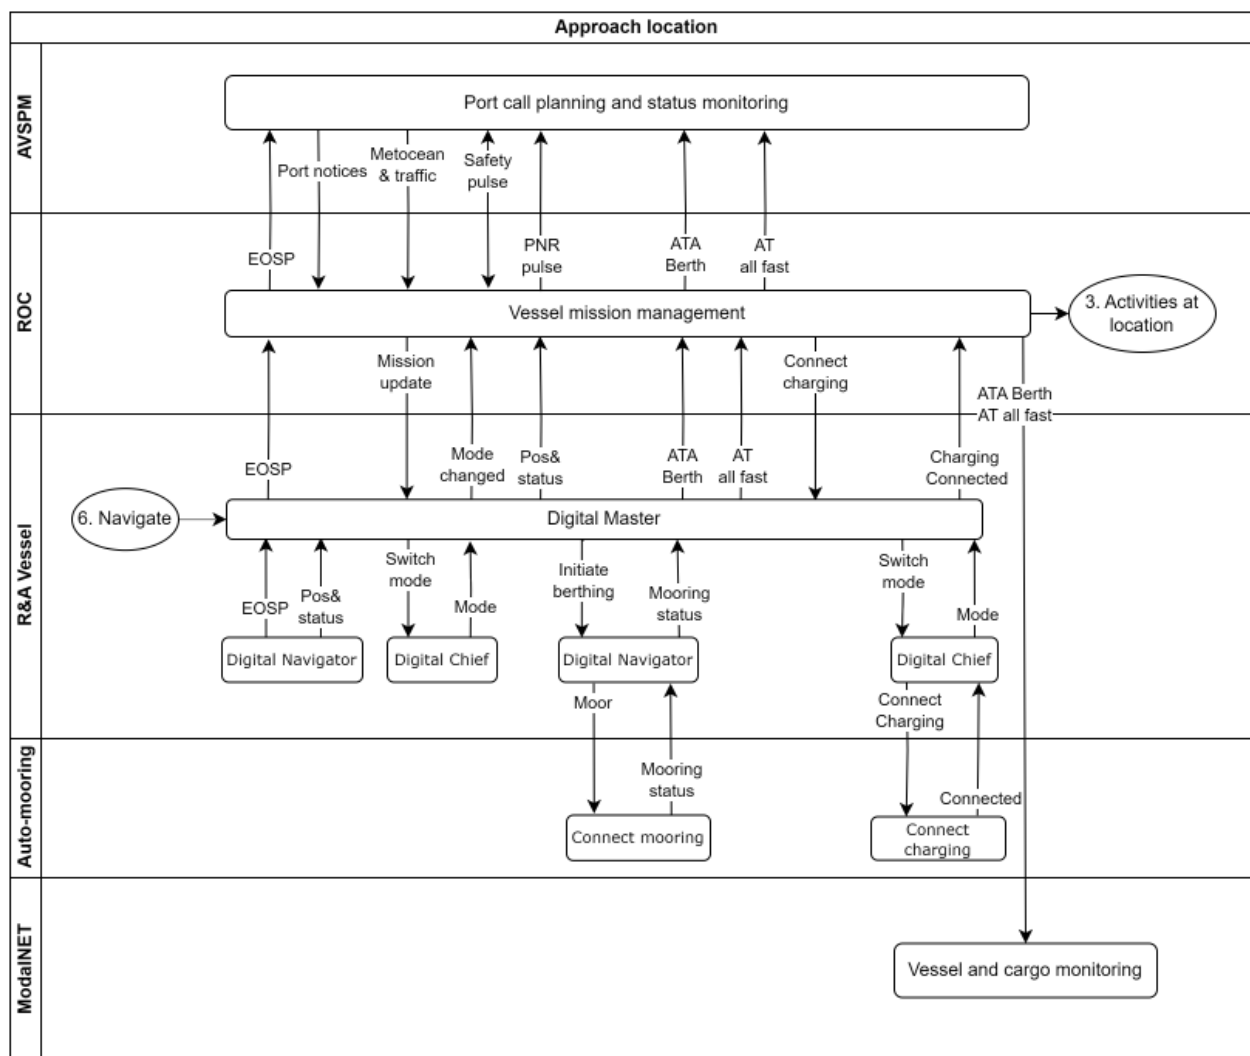 Approach location
AVSPM
Port call planning and status monitoring
Port notices
Metocean
& traffic
Safety
pulse
EOSP
PNR
pulse
ATA
Berth
AT
all fast
ROC
Vessel mission management
3. Activities at
location
Mission
update
Connect
charging
ATA Berth
AT all fast
R&A Vessel
EOSP
Mode
changed
Pos&
status
ATA
Berth
AT
all fast
Charging
Connected
6. Navigate
Digital Master
EOSP
Pos&
status
Switch
mode
Mode
Initiate
berthing
Mooring
status
Switch
mode
Mode
Digital Navigator
Digital Chief
Digital Navigator
Digital Chief
Moor
Connect
Charging
Auto-mooring
Mooring
status
Connected
Connect mooring
Connect
charging
ModalNET
Vessel and cargo monitoring